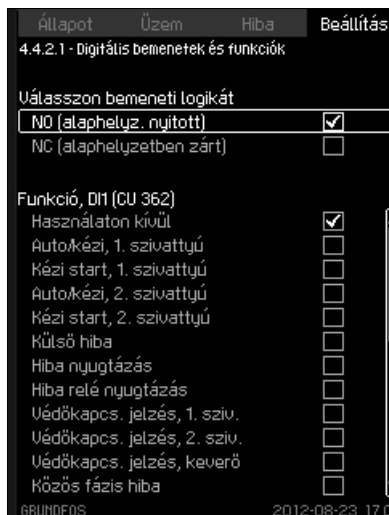 Állapot Üzem Hiba Beállítás
4.4.2.1 - Digitális bemenetek és funkciók
Válasszon bemeneti logikát
NO (alaphelyz. nyitott)
NC (alaphelyzetben zárt)
Funkció, DI1 (CU 362)
Használaton kívül
Auto/kézi, 1. szivattyú
Kézi start, 1. szivattyú
Auto/kézi, 2. szivattyú
Kézi start, 2. szivattyú
Külső hiba
Hiba nyugtázás
Hiba relé nyugtázás
Védőkapcs. jelzés, 1. sziv.
Védőkapcs. jelzés, 2. sziv.
Védőkapcs. jelzés, keverő
Közös fázis hiba
GRUNDFOS 2012-08-23